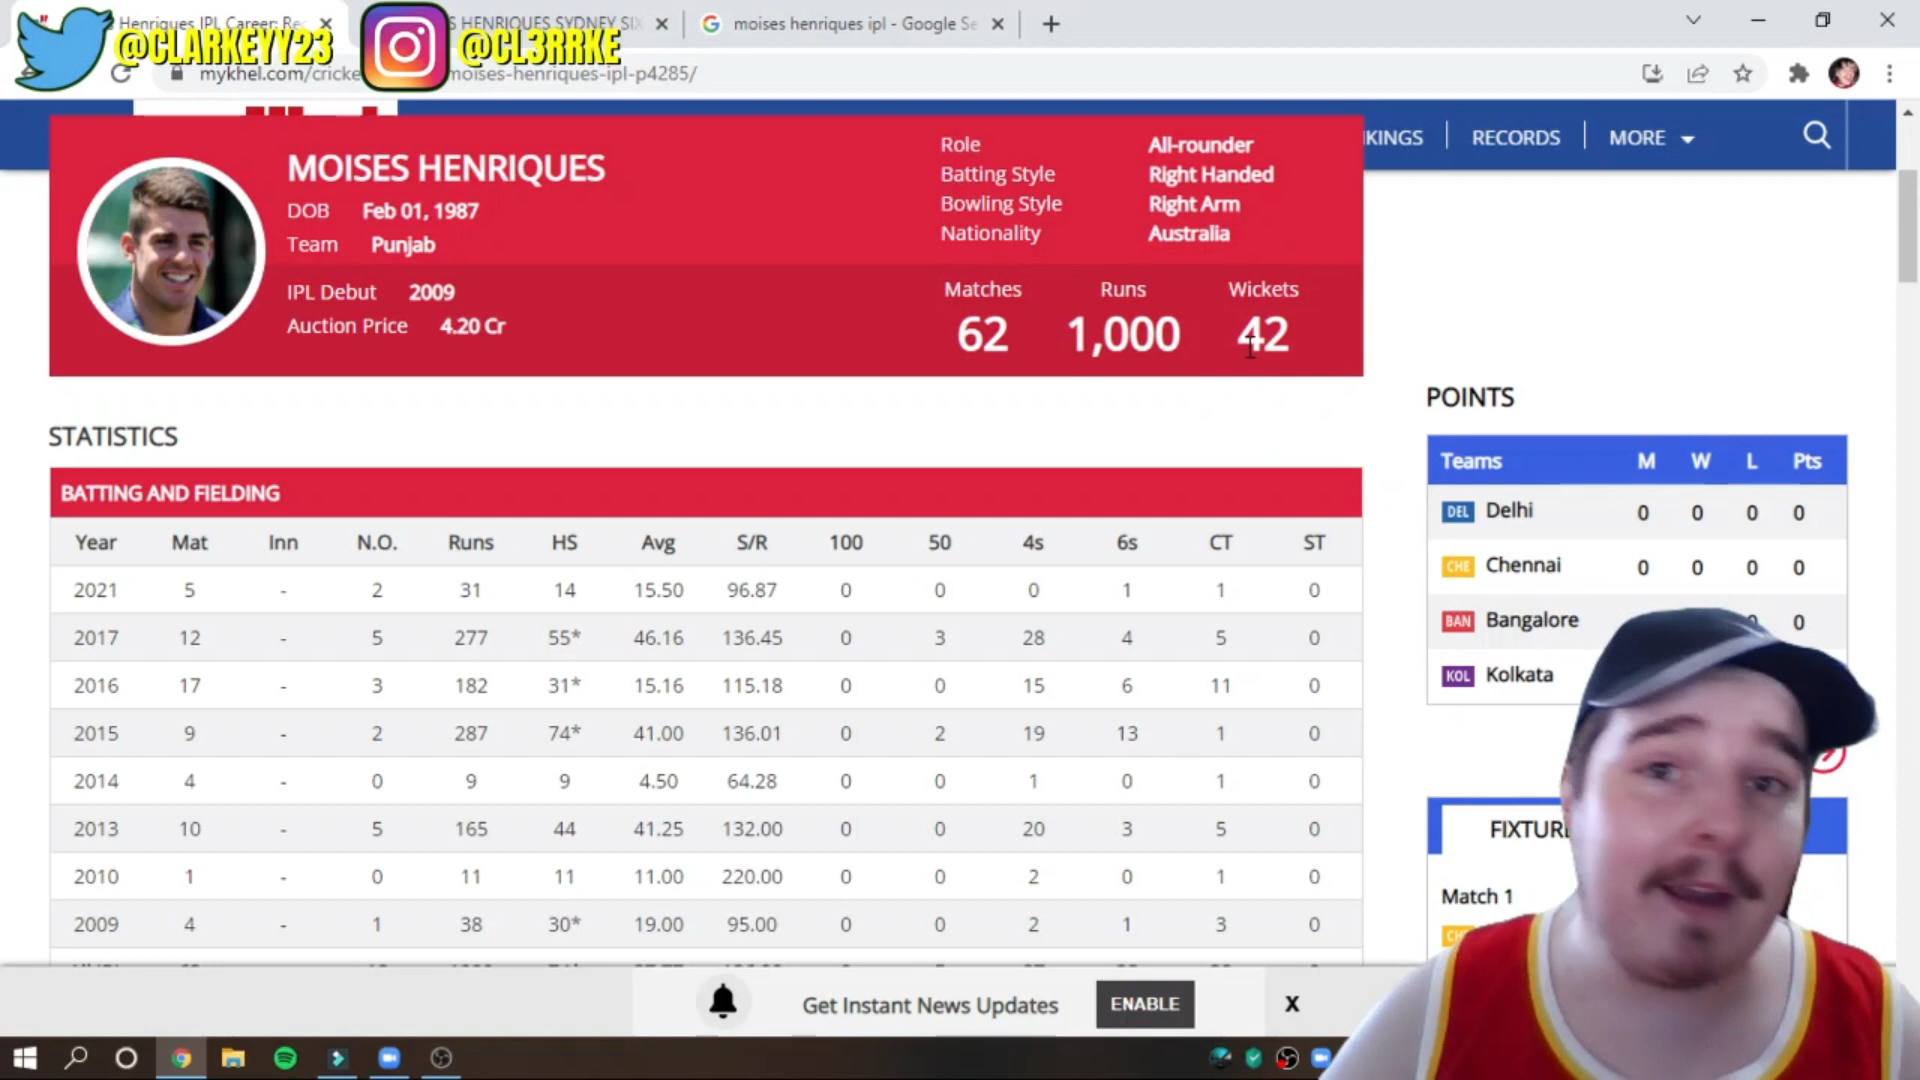 Henriques IPL Career: Rec
S HENRIQUES SYDNEY SIX
moises henriques ipl - Google Se
@CLARKEYY23
@CL3RRKE
mykhel.com/cricke
moises-henriques-ipl-p4285/
KINGS
RECORDS
MORE
MOISES HENRIQUES
DOB Feb 01, 1987
Team Punjab
IPL Debut 2009
Auction Price 4.20 Cr
Role All-rounder
Batting Style Right Handed
Bowling Style Right Arm
Nationality Australia
Matches Runs Wickets
62 1,000 42
STATISTICS
BATTING AND FIELDING
Year Mat Inn N.O. Runs HS Avg S/R 100 50 4s 6s CT ST
2021 5 - 2 31 14 15.50 96.87 0 0 0 1 1 0
2017 12 - 5 277 55* 46.16 136.45 0 3 28 4 5 0
2016 17 - 3 182 31* 15.16 115.18 0 0 15 6 11 0
2015 9 - 2 287 74* 41.00 136.01 0 2 19 13 1 0
2014 4 - 0 9 9 4.50 64.28 0 0 1 0 1 0
2013 10 - 5 165 44 41.25 132.00 0 0 20 3 5 0
2010 1 - 0 11 11 11.00 220.00 0 0 2 0 1 0
2009 4 - 1 38 30* 19.00 95.00 0 0 2 1 3 0
POINTS
Teams M W L Pts
DEL Delhi 0 0 0 0
CHE Chennai 0 0 0 0
BAN Bangalore 0 0
KOL Kolkata
FIXTURE
Match 1
CH
Get Instant News Updates
ENABLE
X